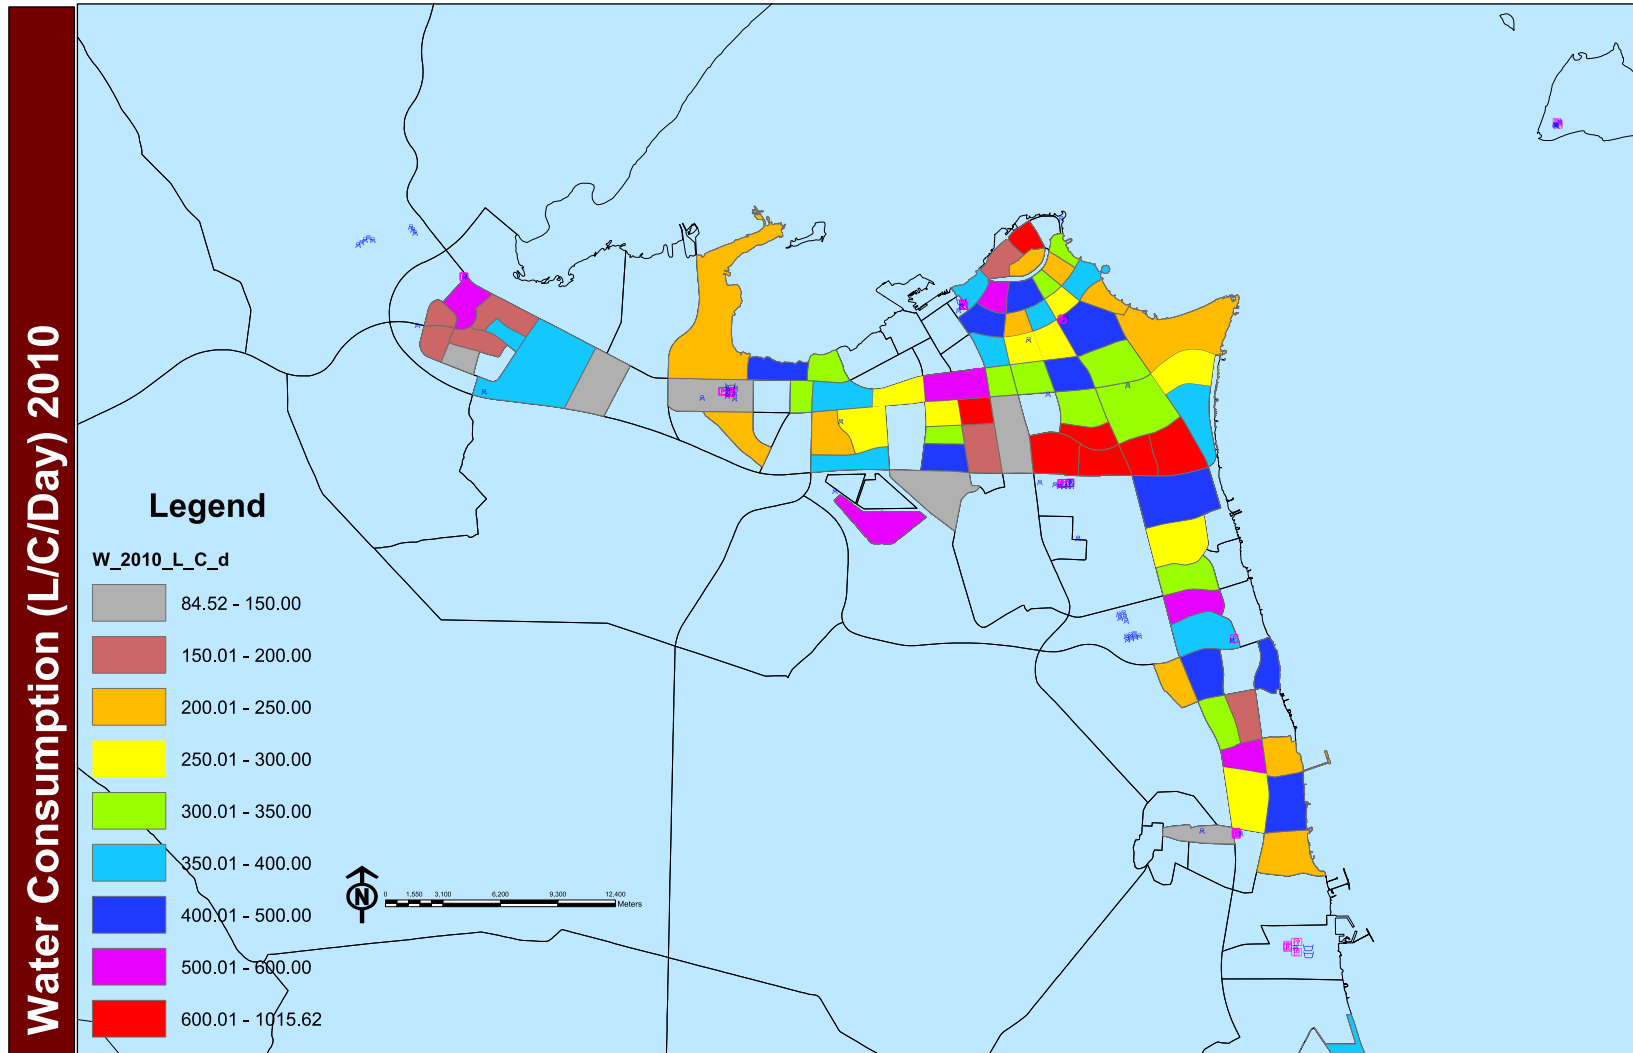 Water Consumption (L/C/Day) 2010
Legend
W_2010_L_C_d
84.52 - 150.00
150.01 - 200.00
200.01 - 250.00
250.01 - 300.00
300.01 - 350.00
350.01 - 400.00
400.01 - 500.00
500.01 - 600.00
600.01 - 1015.62
N
0 1,550 3,100 6,200 9,300 12,400
Meters